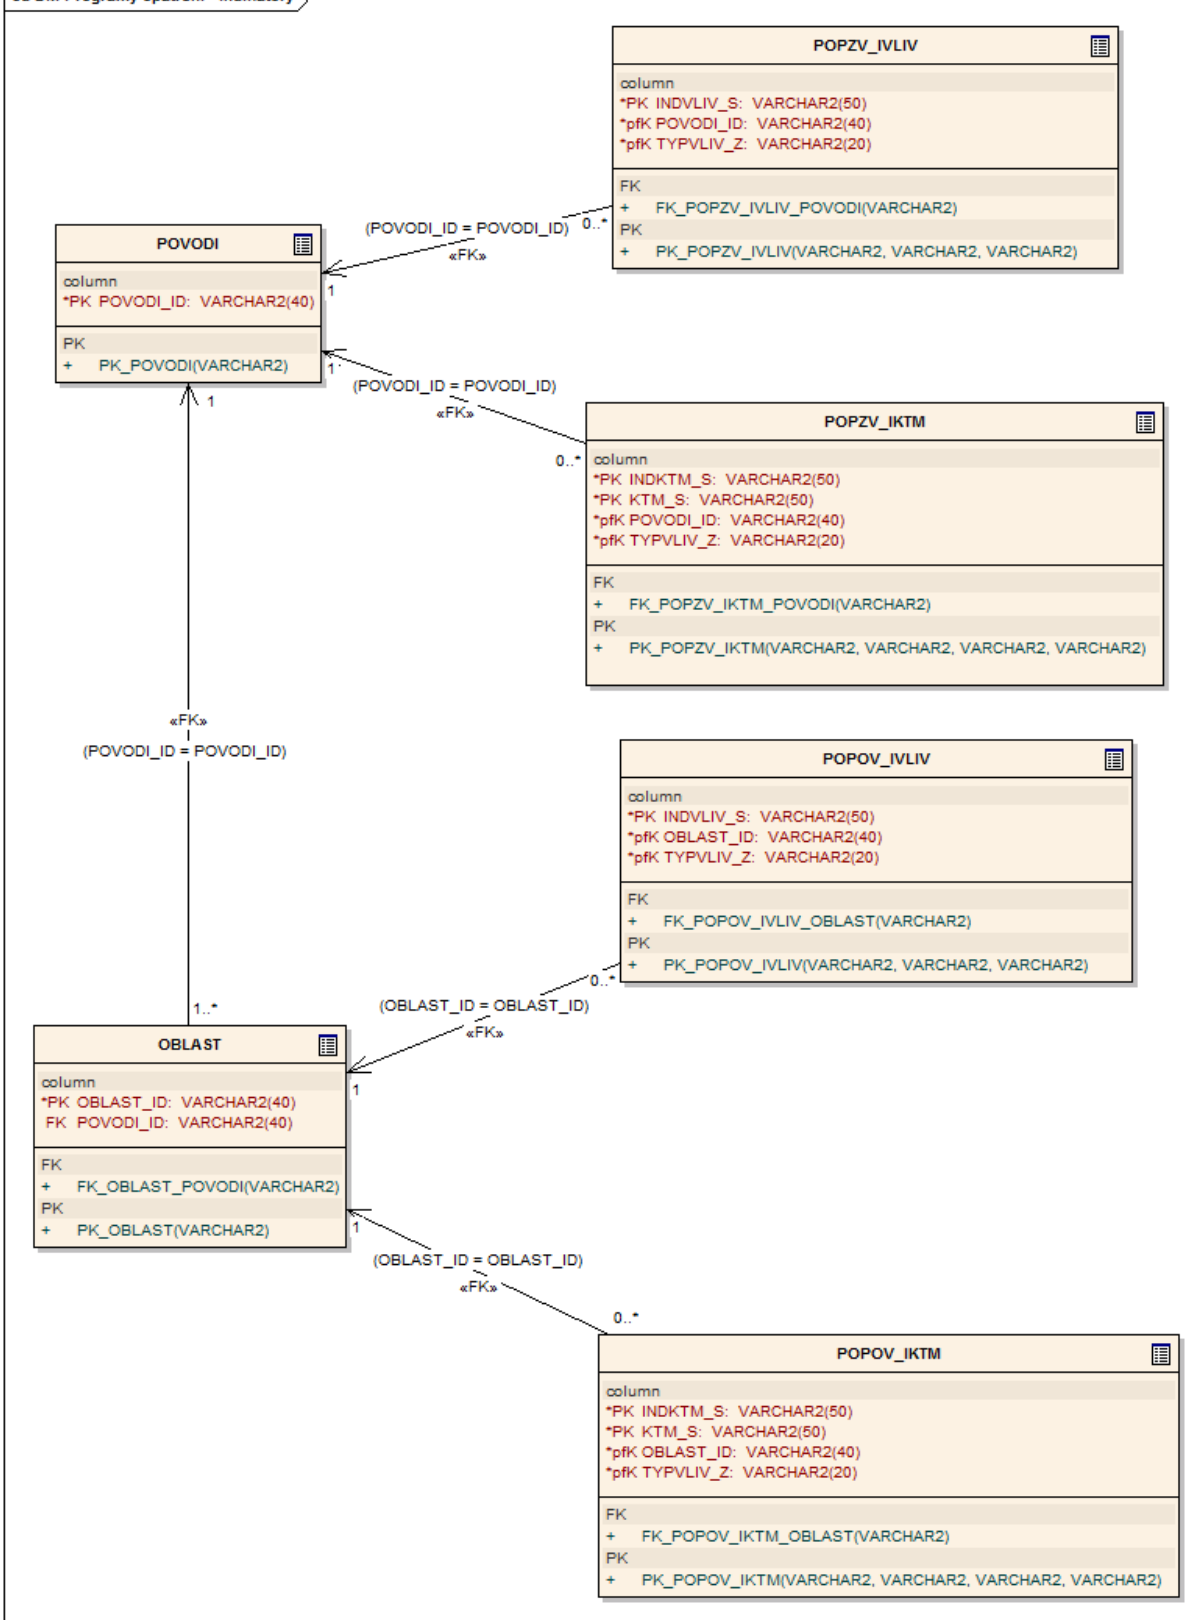 POPZV_IVLIV
column
*PK INDVLIV_S: VARCHAR2(50)
*pfK POVODI_ID: VARCHAR2(40)
*pfK TYPVLIV_Z: VARCHAR2(20)
FK
+ FK_POPZV_IVLIV_POVODI(VARCHAR2)
PK
+ PK_POPZV_IVLIV(VARCHAR2, VARCHAR2, VARCHAR2)
(POVODI_ID = POVODI_ID)
0..*
«FK»
1
POVODI
column
*PK POVODI_ID: VARCHAR2(40)
PK
+ PK_POVODI(VARCHAR2)
1
(POVODI_ID = POVODI_ID)
«FK»
0..*
1
POPZV_IKTM
column
*PK INDKTM_S: VARCHAR2(50)
*PK KTM_S: VARCHAR2(50)
*pfK POVODI_ID: VARCHAR2(40)
*pfK TYPVLIV_Z: VARCHAR2(20)
FK
+ FK_POPZV_IKTM_POVODI(VARCHAR2)
PK
+ PK_POPZV_IKTM(VARCHAR2, VARCHAR2, VARCHAR2, VARCHAR2)
«FK»
(POVODI_ID = POVODI_ID)
1..*
POPOV_IVLIV
column
*PK INDVLIV_S: VARCHAR2(50)
*pfK OBLAST_ID: VARCHAR2(40)
*pfK TYPVLIV_Z: VARCHAR2(20)
FK
+ FK_POPOV_IVLIV_OBLAST(VARCHAR2)
PK
+ PK_POPOV_IVLIV(VARCHAR2, VARCHAR2, VARCHAR2)
0..*
(OBLAST_ID = OBLAST_ID)
«FK»
1
OBLAST
column
*PK OBLAST_ID: VARCHAR2(40)
FK POVODI_ID: VARCHAR2(40)
FK
+ FK_OBLAST_POVODI(VARCHAR2)
PK
+ PK_OBLAST(VARCHAR2)
1
(OBLAST_ID = OBLAST_ID)
«FK»
0..*
POPOV_IKTM
column
*PK INDKTM_S: VARCHAR2(50)
*PK KTM_S: VARCHAR2(50)
*pfK OBLAST_ID: VARCHAR2(40)
*pfK TYPVLIV_Z: VARCHAR2(20)
FK
+ FK_POPOV_IKTM_OBLAST(VARCHAR2)
PK
+ PK_POPOV_IKTM(VARCHAR2, VARCHAR2, VARCHAR2, VARCHAR2)